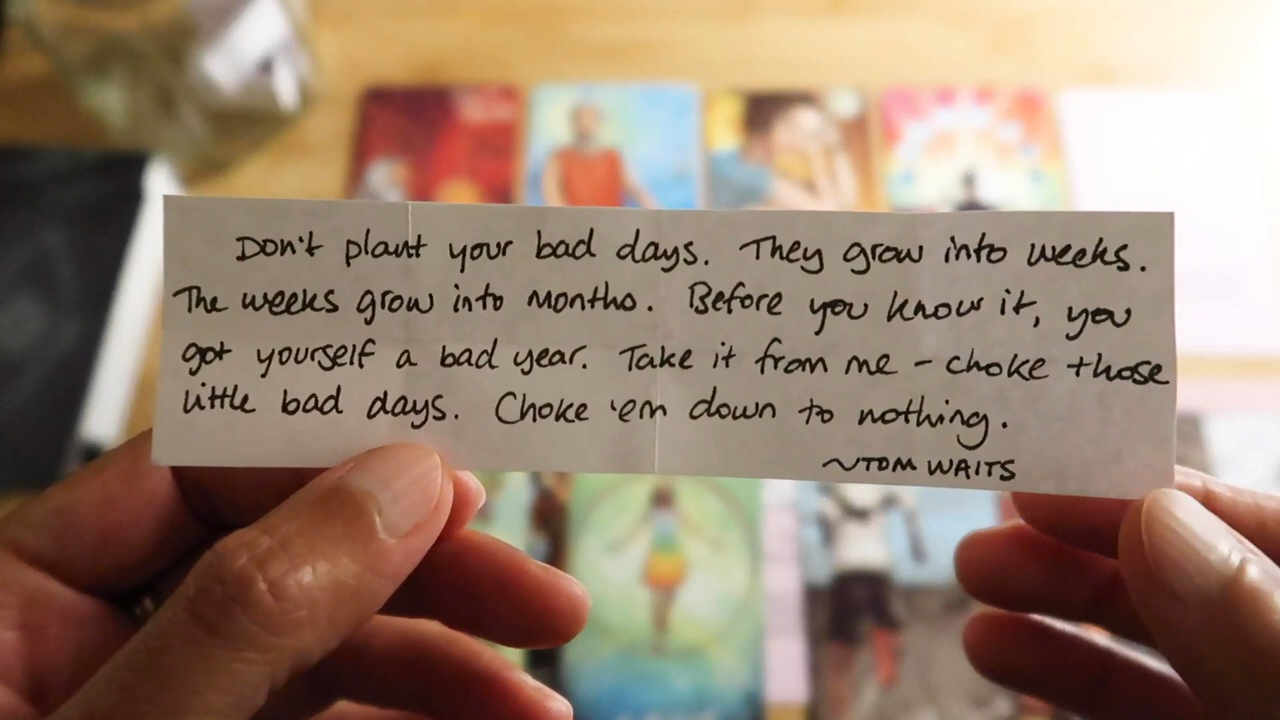 Don't plant your bad days. They grow into weeks.
The weeks grow into months. Before you know it, you
got yourself a bad year. Take it from me - choke those
little bad days. Choke 'em down to nothing.
~TOM WAITS